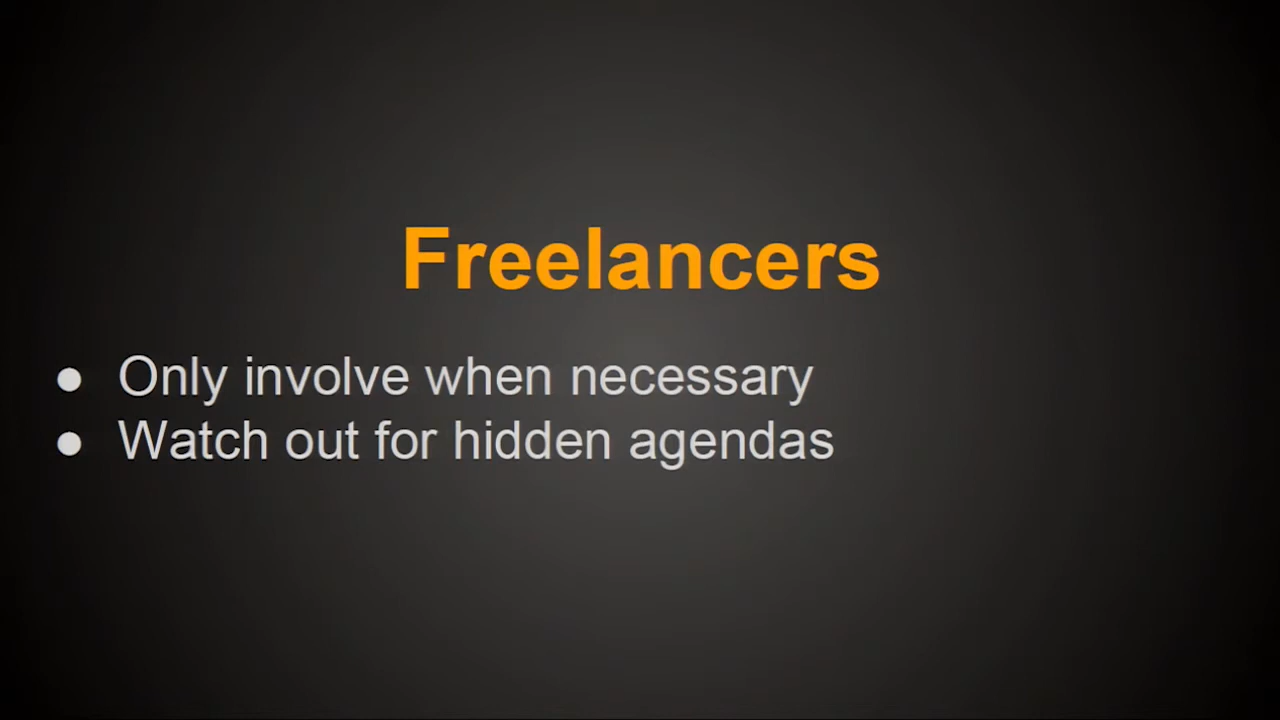 Freelancers
● Only involve when necessary
● Watch out for hidden agendas